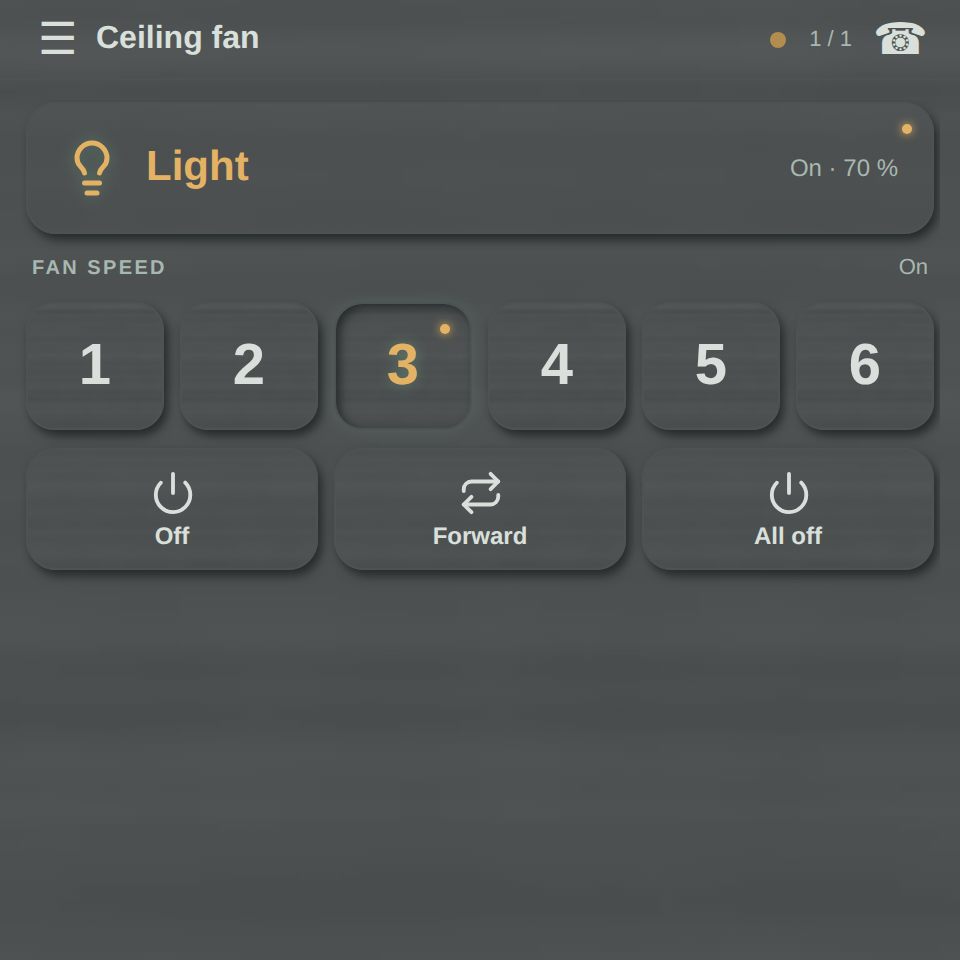 Ceiling fan
1 / 1
Light
On · 70 %
FAN SPEED
On
1 2 3 4 5 6
Off
Forward
All off